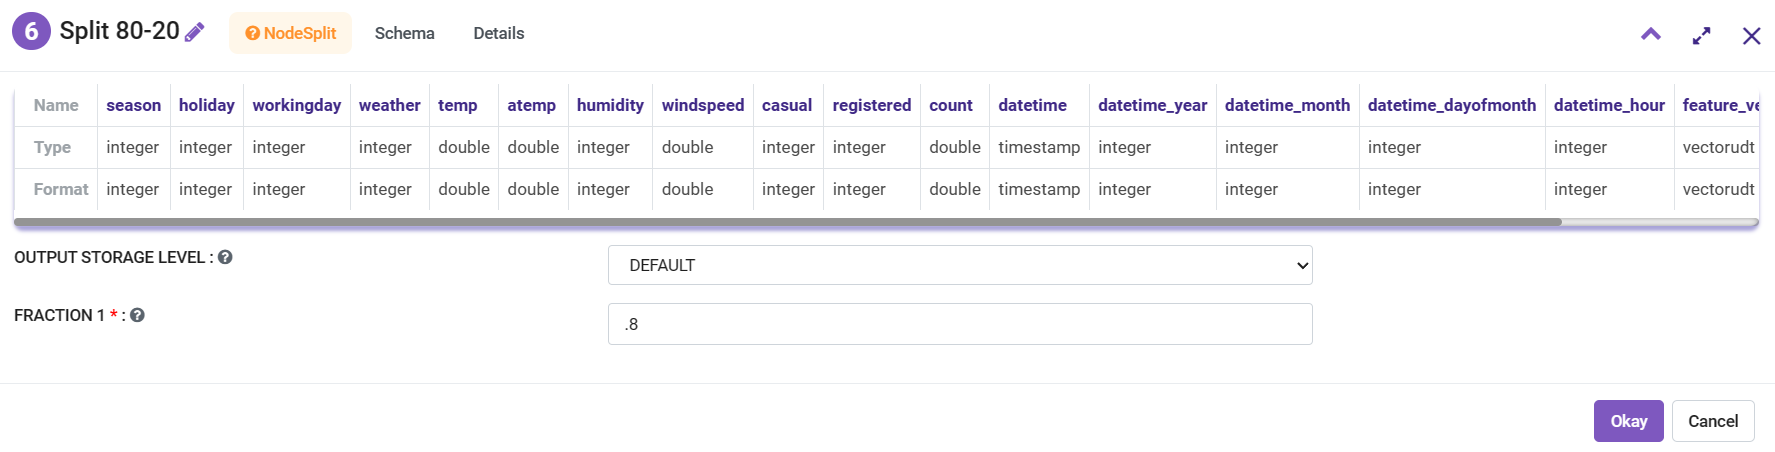 6 Split 80-20 NodeSplit Schema Details
Name season holiday workingday weather temp atemp humidity windspeed casual registered count datetime datetime_year datetime_month datetime_dayofmonth datetime_hour feature_ve
Type integer integer integer integer double double integer double integer integer double timestamp integer integer integer integer vectorudt
Format integer integer integer integer double double integer double integer integer double timestamp integer integer integer integer vectorudt
OUTPUT STORAGE LEVEL : DEFAULT
FRACTION 1 * : .8
Okay Cancel